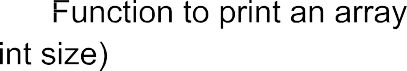 Function to print an array
int size)